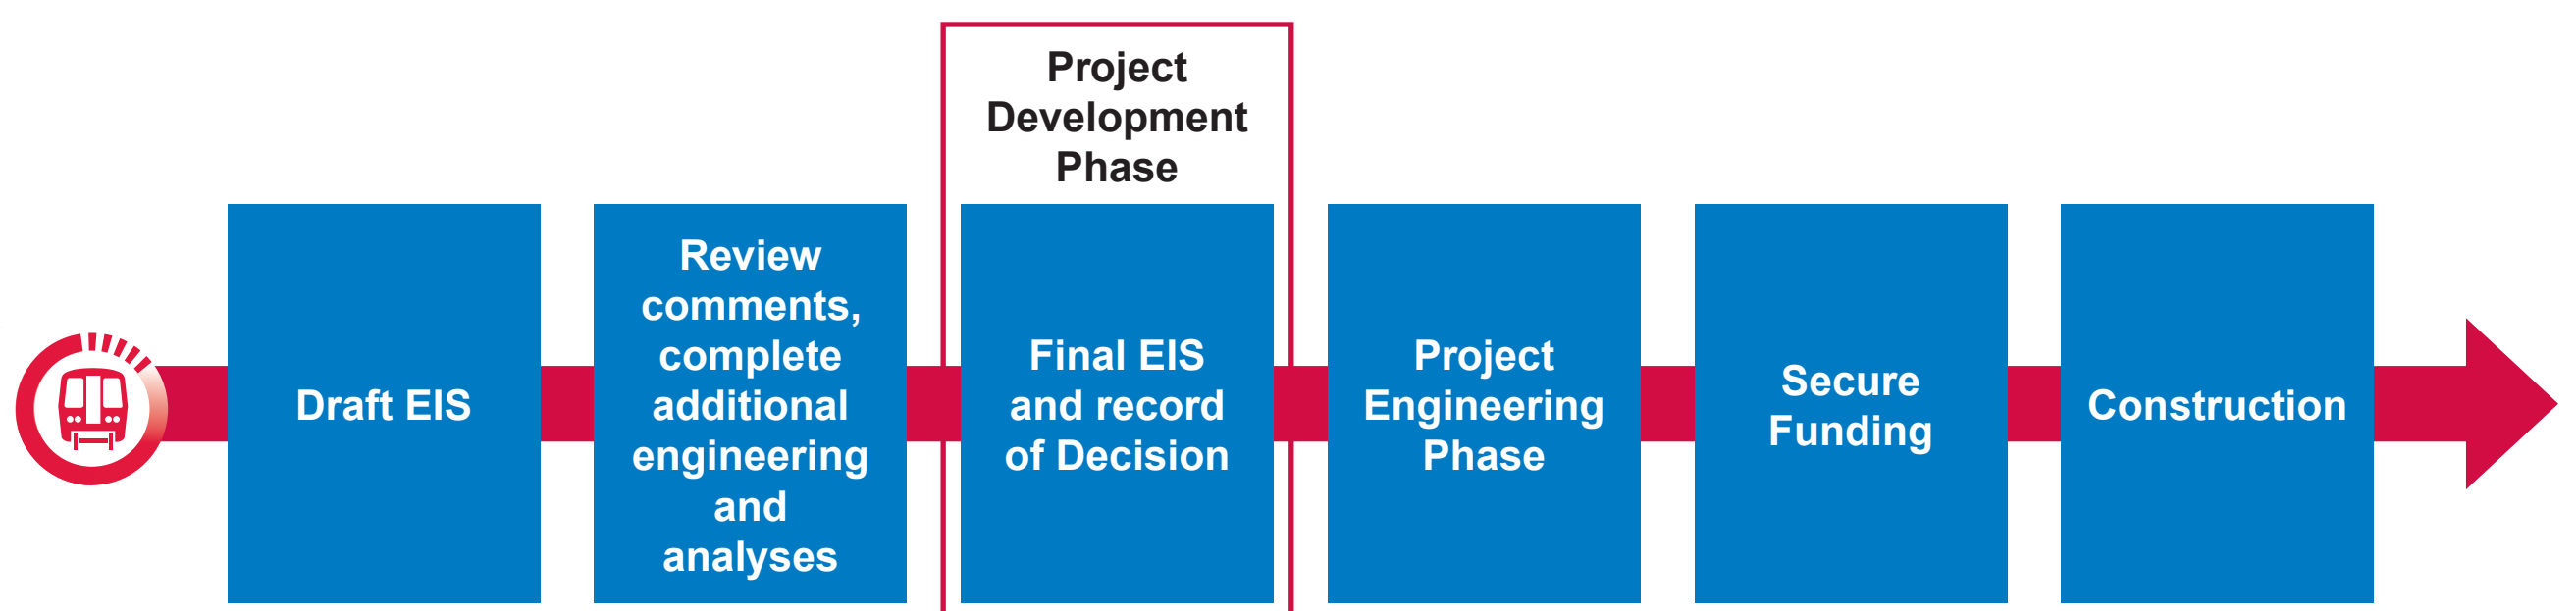 Project
Development
Phase
Draft EIS
Review
comments,
complete
additional
engineering
and
analyses
Final EIS
and record
of Decision
Project
Engineering
Phase
Secure
Funding
Construction